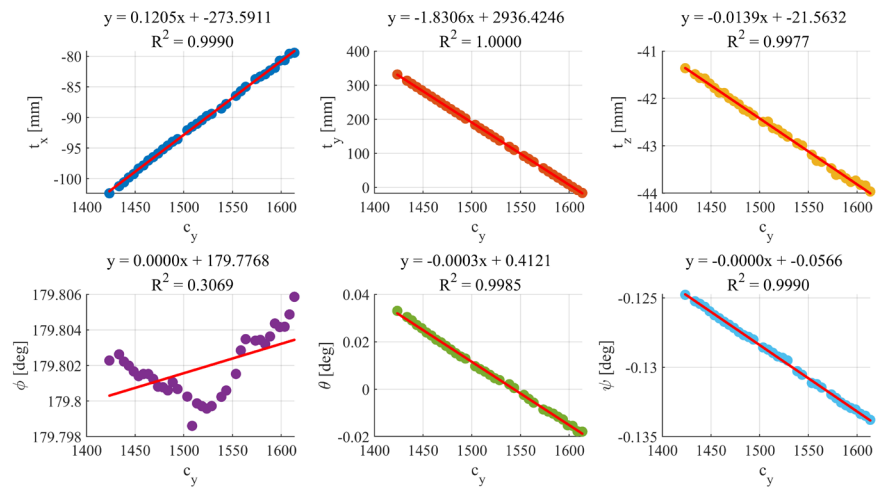 y = 0.1205x + -273.5911
R² = 0.9990
y = -1.8306x + 2936.4246
R² = 1.0000
y = -0.0139x + -21.5632
R² = 0.9977
-80
-85
-90
-95
-100
t_x [mm]
1400 1450 1500 1550 1600
c_y
400
300
200
100
0
t_y [mm]
1400 1450 1500 1550 1600
c_y
-41
-42
-43
-44
t_z [mm]
1400 1450 1500 1550 1600
c_y
y = 0.0000x + 179.7768
R² = 0.3069
y = -0.0003x + 0.4121
R² = 0.9985
y = -0.0000x + -0.0566
R² = 0.9990
179.806
179.804
179.802
179.8
179.798
ϕ [deg]
1400 1450 1500 1550 1600
c_y
0.04
0.02
0
-0.02
θ [deg]
1400 1450 1500 1550 1600
c_y
-0.125
-0.13
-0.135
ψ [deg]
1400 1450 1500 1550 1600
c_y